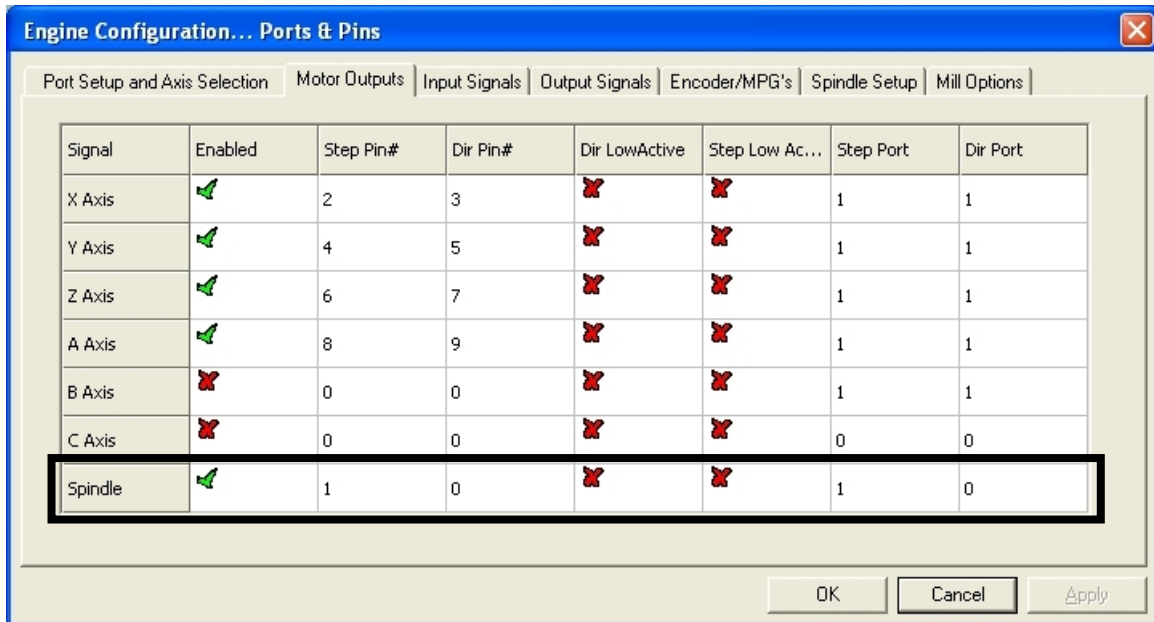 Engine Configuration... Ports & Pins
Port Setup and Axis Selection Motor Outputs Input Signals Output Signals Encoder/MPG's Spindle Setup Mill Options
Signal Enabled Step Pin# Dir Pin# Dir LowActive Step Low Ac... Step Port Dir Port
X Axis 2 3 1 1
Y Axis 4 5 1 1
Z Axis 6 7 1 1
A Axis 8 9 1 1
B Axis 0 0 1 1
C Axis 0 0 0 0
Spindle 1 0 1 0
OK Cancel Apply